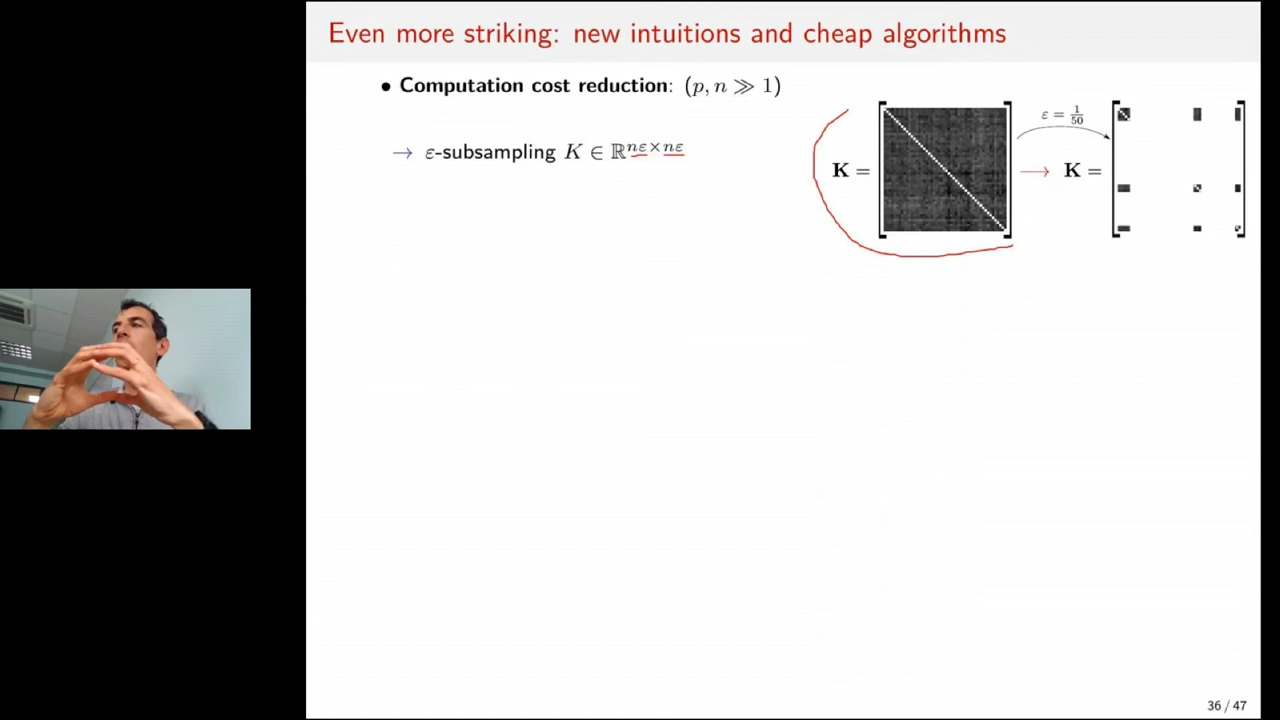 Even more striking: new intuitions and cheap algorithms
• Computation cost reduction: (p, n ≫ 1)
→ ε-subsampling K ∈ ℝ^{nε×nε}
K =
ε = 1/50
K =
36 / 47